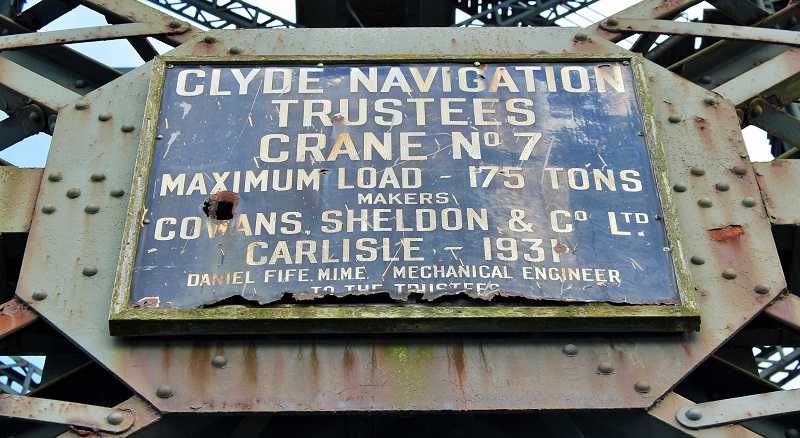 CLYDE NAVIGATION
TRUSTEES
CRANE Nº 7
MAXIMUM LOAD - 175 TONS
MAKERS
COWANS, SHELDON & Cº LTD.
CARLISLE - 1931
DANIEL FIFE, M.I.M.E. MECHANICAL ENGINEER
TO THE TRUSTEES